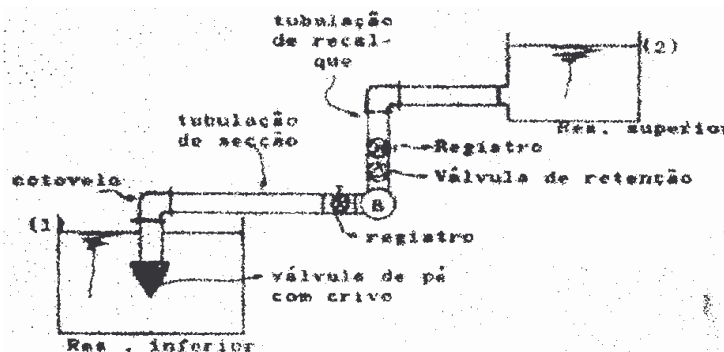 tubulação
de recal-
que
(2)
Res. superior
tubulação
de secção
Registro
Válvula de retenção
cotovelo
B
(1)
registro
válvula de pé
com crivo
Res. inferior